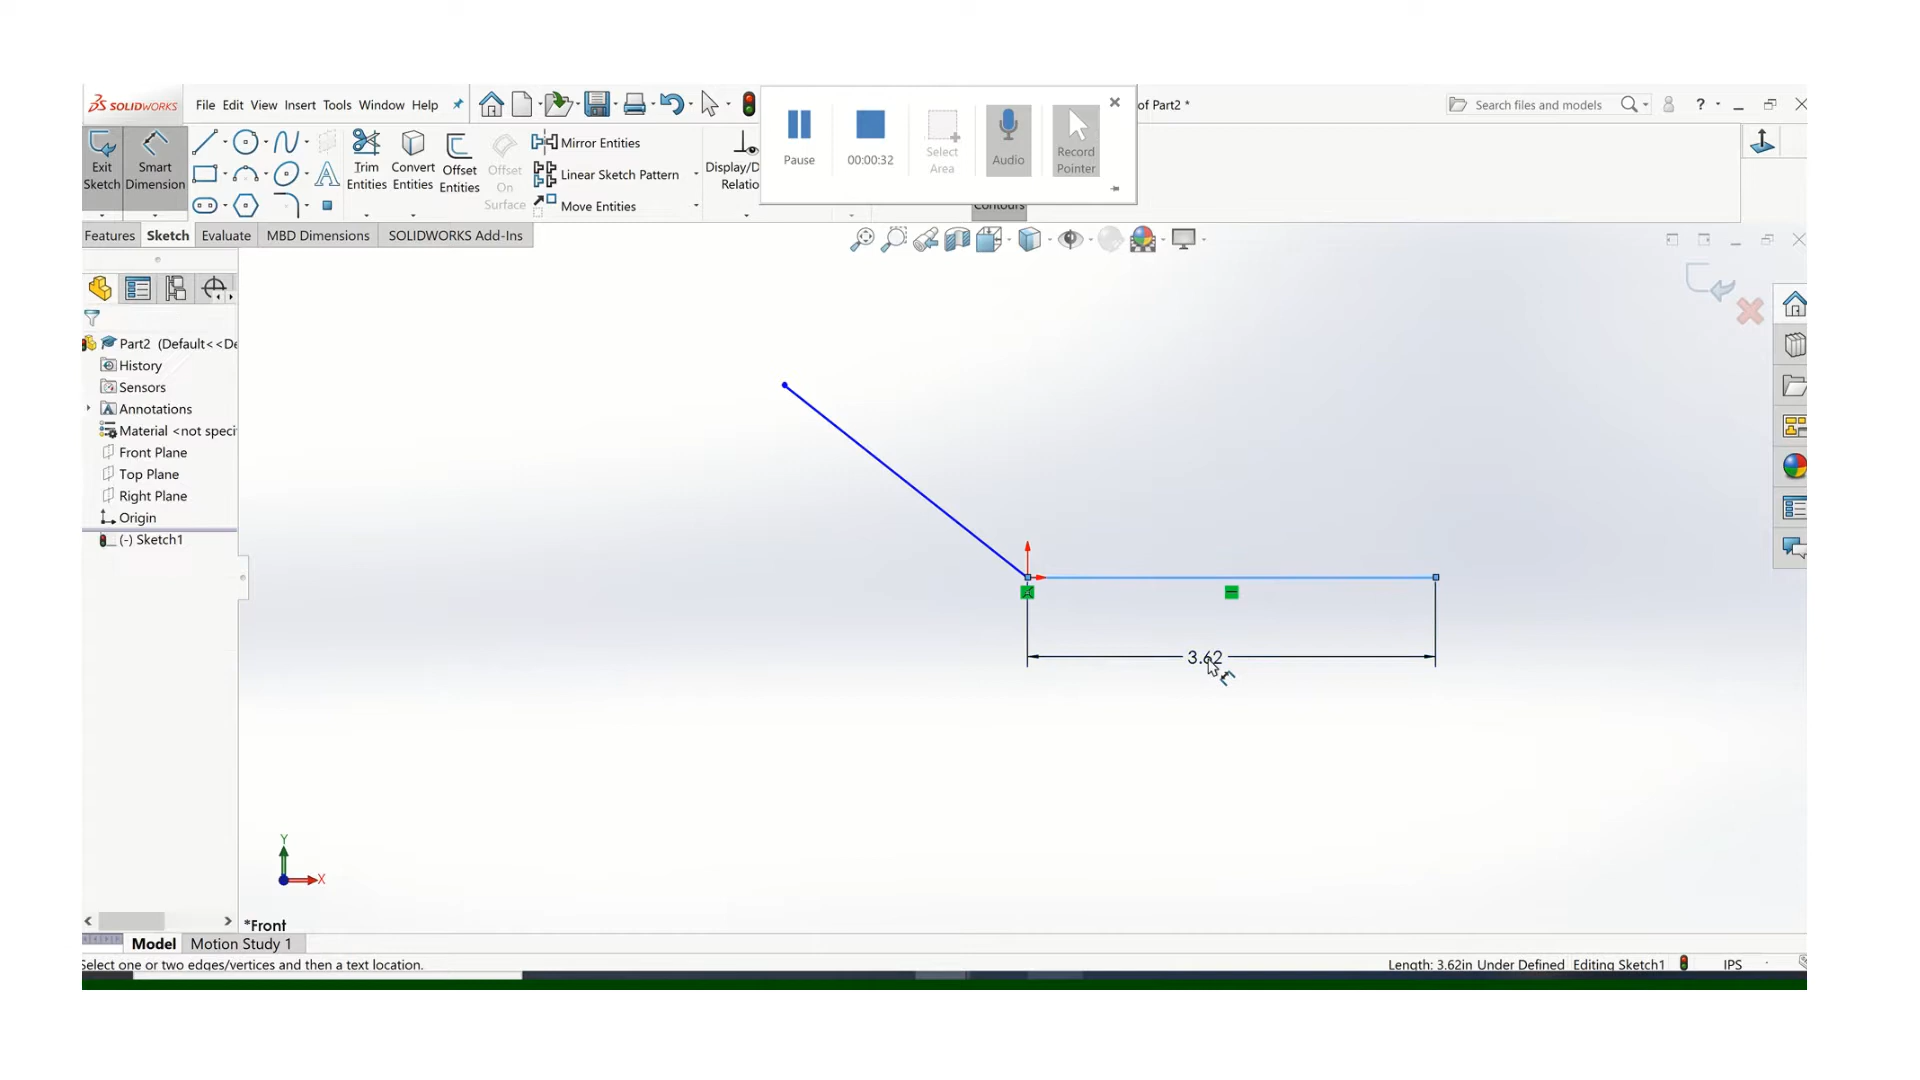 SOLIDWORKS File Edit View Insert Tools Window Help of Part2 * Search files and models ?
Pause 00:00:32 Select Area Audio Record Pointer
Exit Sketch Smart Dimension Trim Entities Convert Entities Offset Entities Offset On Surface Mirror Entities Display/D Relatio
Linear Sketch Pattern
Move Entities
Contours
Features Sketch Evaluate MBD Dimensions SOLIDWORKS Add-Ins
Part2 (Default<<De
History
Sensors
Annotations
Material <not speci
Front Plane
Top Plane
Right Plane
Origin
(-) Sketch1
3.62
Y
X
*Front
Model Motion Study 1
Select one or two edges/vertices and then a text location. Length: 3.62in Under Defined Editing Sketch1 IPS